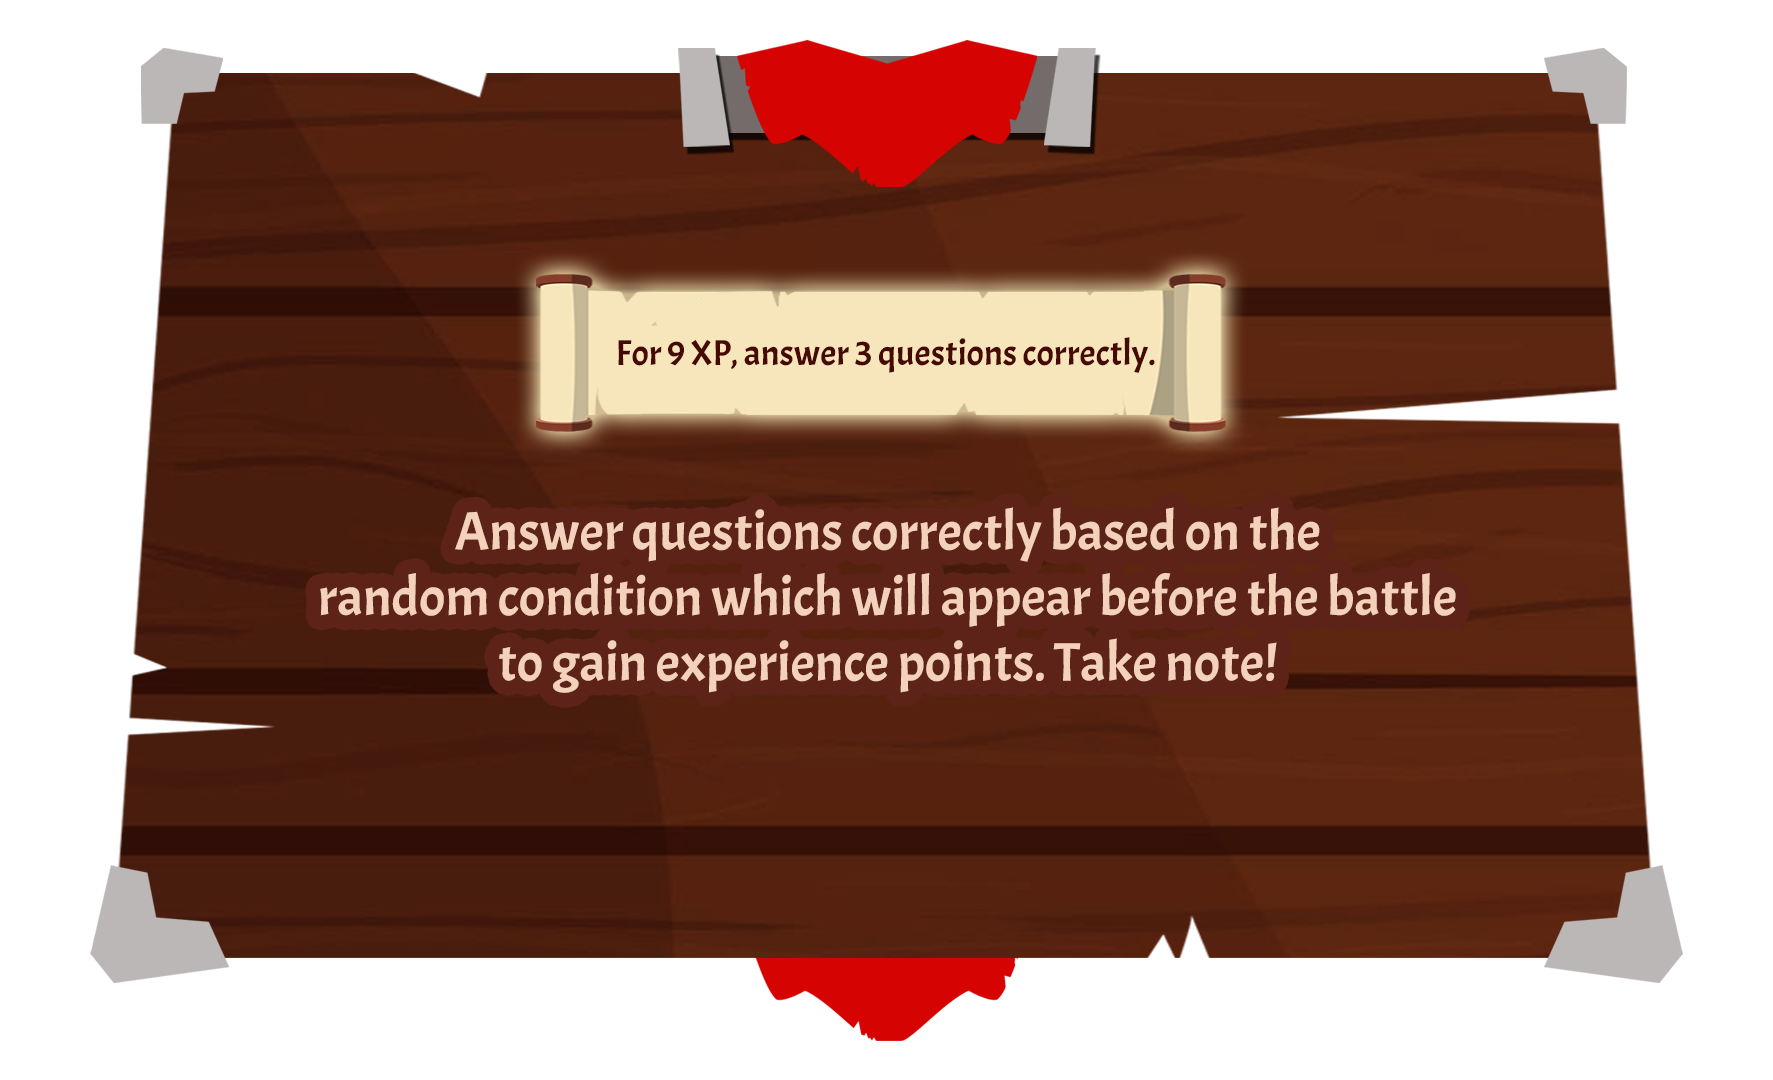 For 9 XP, answer 3 questions correctly.
Answer questions correctly based on the
random condition which will appear before the battle
to gain experience points. Take note!